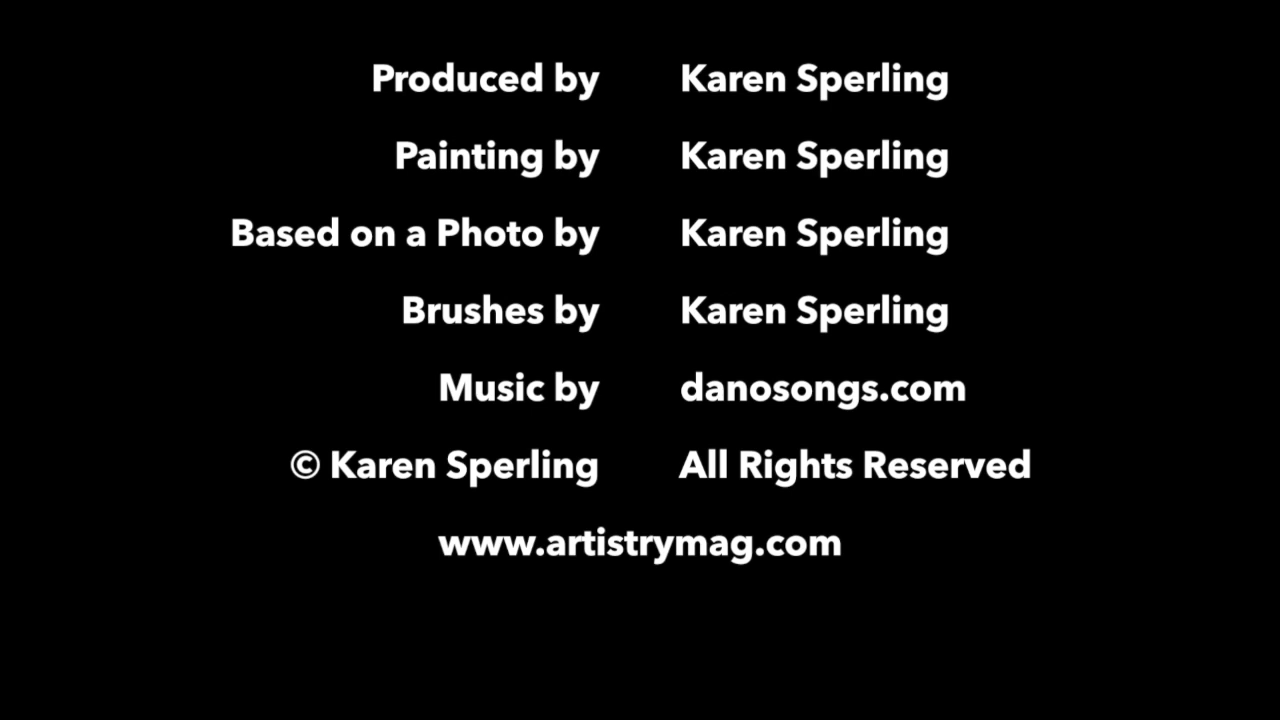 Produced by Karen Sperling
Painting by Karen Sperling
Based on a Photo by Karen Sperling
Brushes by Karen Sperling
Music by danosongs.com
© Karen Sperling All Rights Reserved
www.artistrymag.com